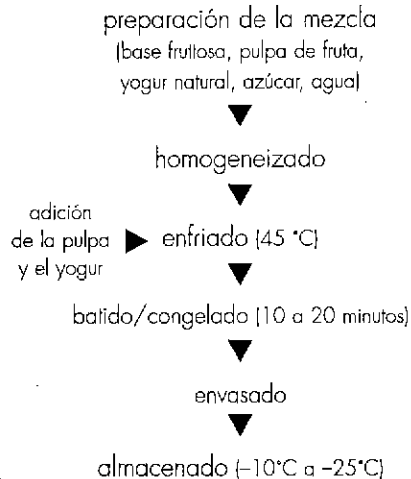 preparación de la mezcla
(base fruttosa, pulpa de fruta,
yogur natural, azúcar, agua)
homogeneizado
adición
de la pulpa
y el yogur
enfriado (45 °C)
batido/congelado (10 a 20 minutos)
envasado
almacenado (–10°C a –25°C)